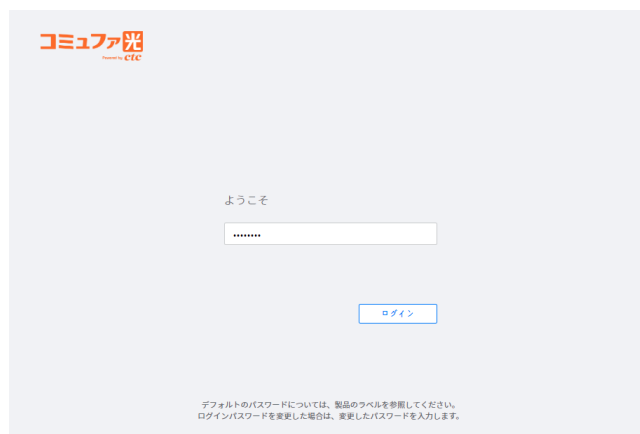 コミュファ光
Powered by ctc
ようこそ
••••••••
ログイン
デフォルトのパスワードについては、製品のラベルを参照してください。
ログインパスワードを変更した場合は、変更したパスワードを入力します。